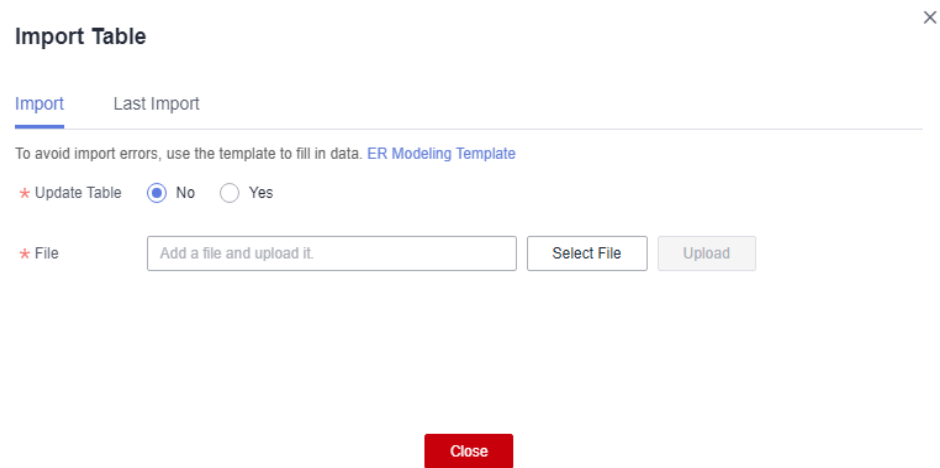 Import Table
Import Last Import
To avoid import errors, use the template to fill in data. ER Modeling Template
* Update Table No Yes
* File Add a file and upload it. Select File Upload
Close